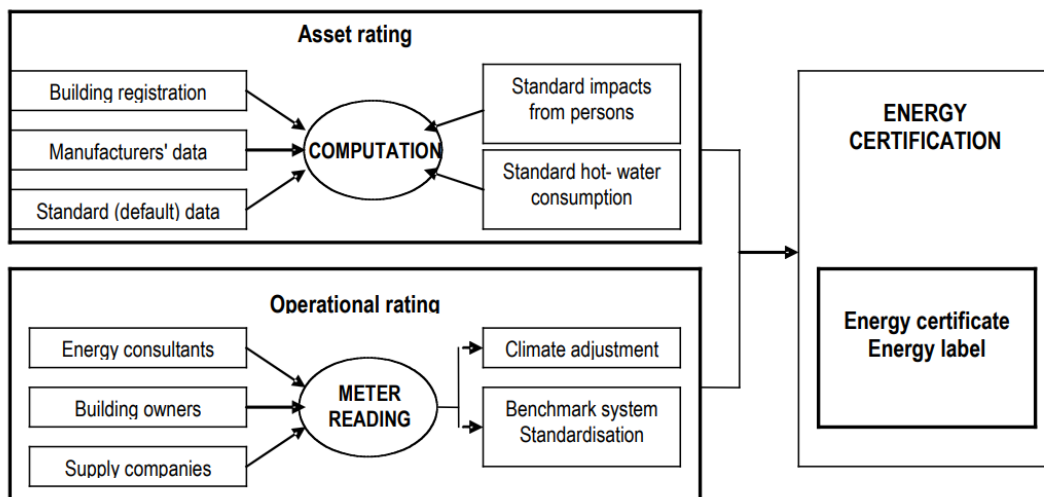 Asset rating
Building registration
Manufacturers' data
Standard (default) data
COMPUTATION
Standard impacts
from persons
Standard hot- water
consumption
Operational rating
Energy consultants
Building owners
Supply companies
METER
READING
Climate adjustment
Benchmark system
Standardisation
ENERGY
CERTIFICATION
Energy certificate
Energy label